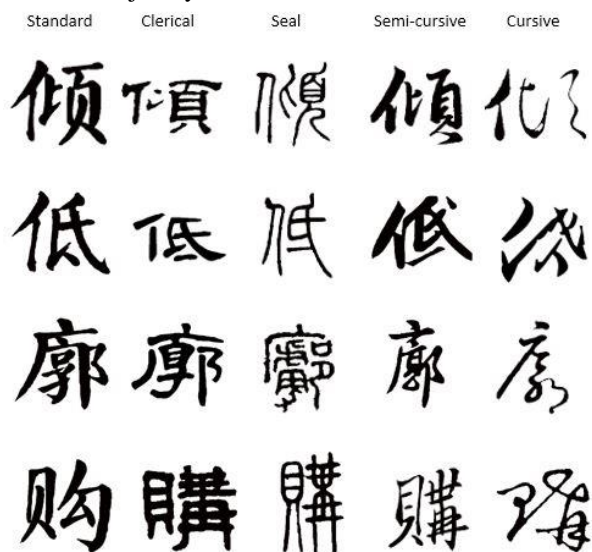 Standard Clerical Seal Semi-cursive Cursive
倾 傾 傾 傾 傾
低 低 低 低 低
廓 廓 廓 廓 廓
购 購 購 購 購